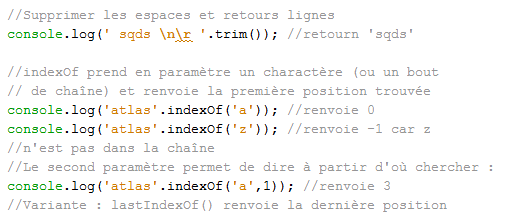 //Supprimer les espaces et retours lignes
console.log(' sqds \n\r '.trim()); //retourn 'sqds'
//indexOf prend en paramètre un charactère (ou un bout
// de chaîne) et renvoie la première position trouvée
console.log('atlas'.indexOf('a')); //renvoie 0
console.log('atlas'.indexOf('z')); //renvoie -1 car z
//n'est pas dans la chaîne
//Le second paramètre permet de dire à partir d'où chercher :
console.log('atlas'.indexOf('a',1)); //renvoie 3
//Variante : lastIndexOf() renvoie la dernière position